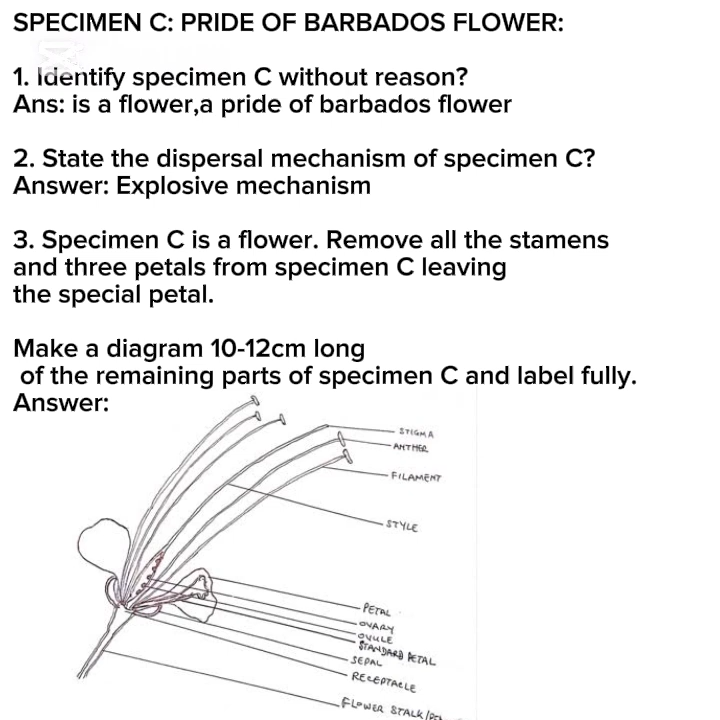 SPECIMEN C: PRIDE OF BARBADOS FLOWER:
1. Identify specimen C without reason?
Ans: is a flower,a pride of barbados flower
2. State the dispersal mechanism of specimen C?
Answer: Explosive mechanism
3. Specimen C is a flower. Remove all the stamens
and three petals from specimen C leaving
the special petal.
Make a diagram 10-12cm long
of the remaining parts of specimen C and label fully.
Answer:
STIGMA
ANTHER
FILAMENT
STYLE
PETAL
OVARY
OVULE
STANDARD PETAL
SEPAL
RECEPTACLE
FLOWER STALK